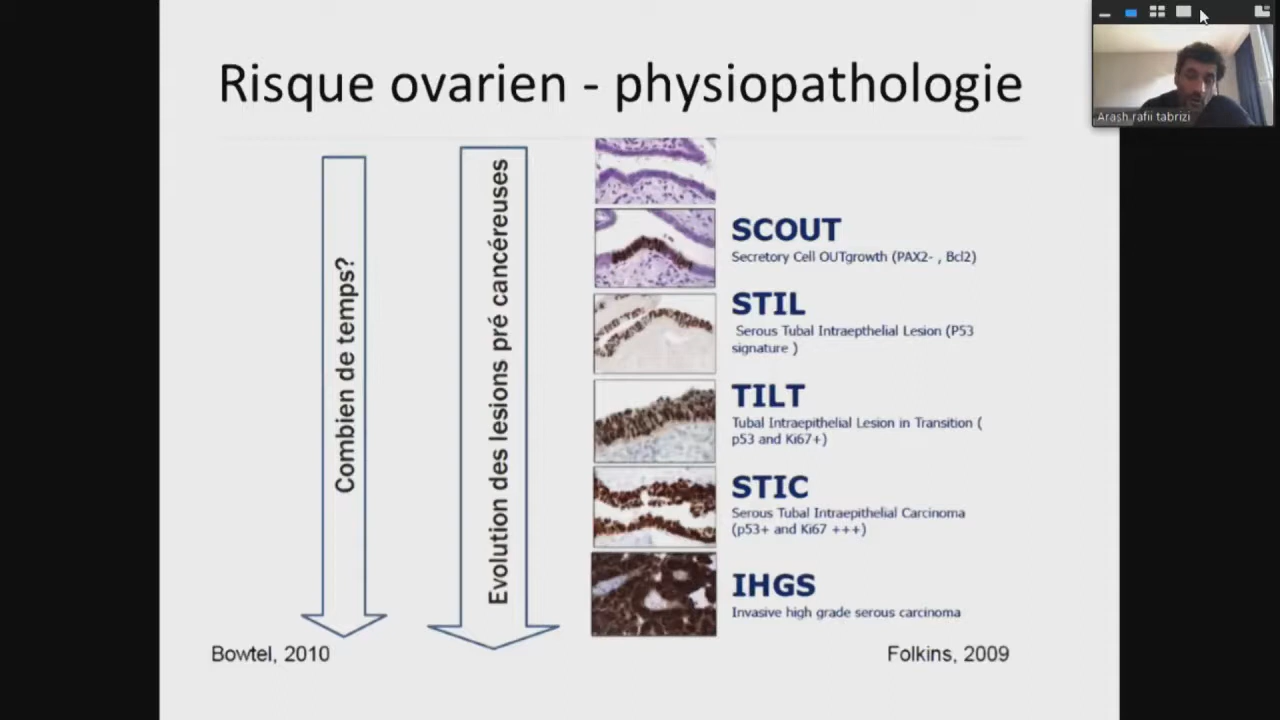 Risque ovarien - physiopathologie
Arash rafii tabrizi
Combien de temps?
Evolution des lesions pré cancéreuses
SCOUT
Secretory Cell OUTgrowth (PAX2- , Bcl2)
STIL
Serous Tubal Intraepthelial Lesion (P53
signature )
TILT
Tubal Intraepithelial Lesion in Transition (
p53 and Ki67+)
STIC
Serous Tubal Intraepithelial Carcinoma
(p53+ and Ki67 +++)
IHGS
Invasive high grade serous carcinoma
Bowtel, 2010
Folkins, 2009